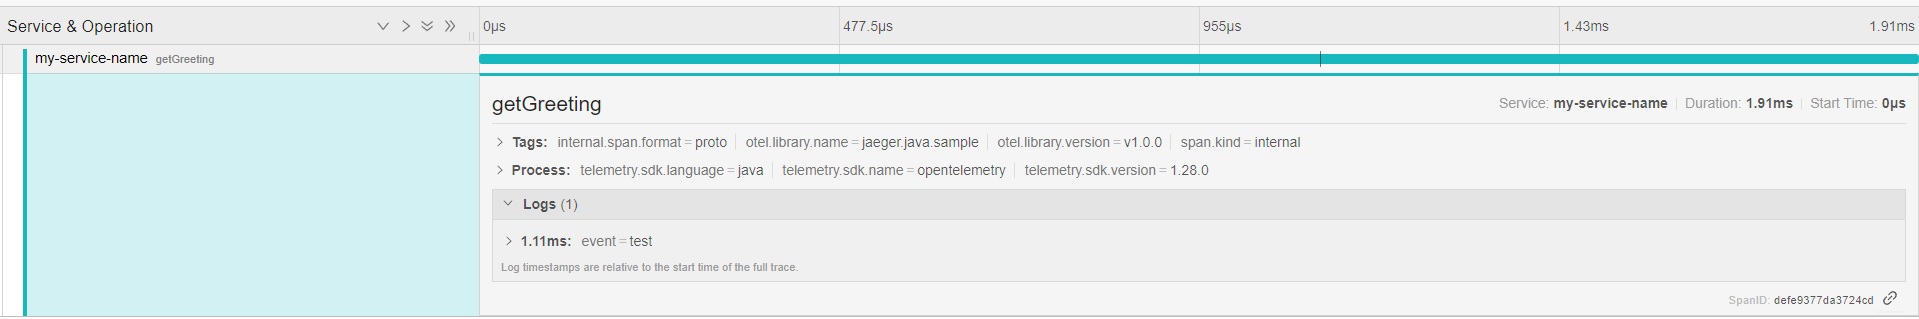 Service & Operation 0μs 477.5μs 955μs 1.43ms 1.91ms
my-service-name getGreeting
getGreeting Service: my-service-name Duration: 1.91ms Start Time: 0μs
Tags: internal.span.format = proto otel.library.name = jaeger.java.sample otel.library.version = v1.0.0 span.kind = internal
Process: telemetry.sdk.language = java telemetry.sdk.name = opentelemetry telemetry.sdk.version = 1.28.0
Logs (1)
1.11ms: event = test
Log timestamps are relative to the start time of the full trace.
SpanID: defe9377da3724cd